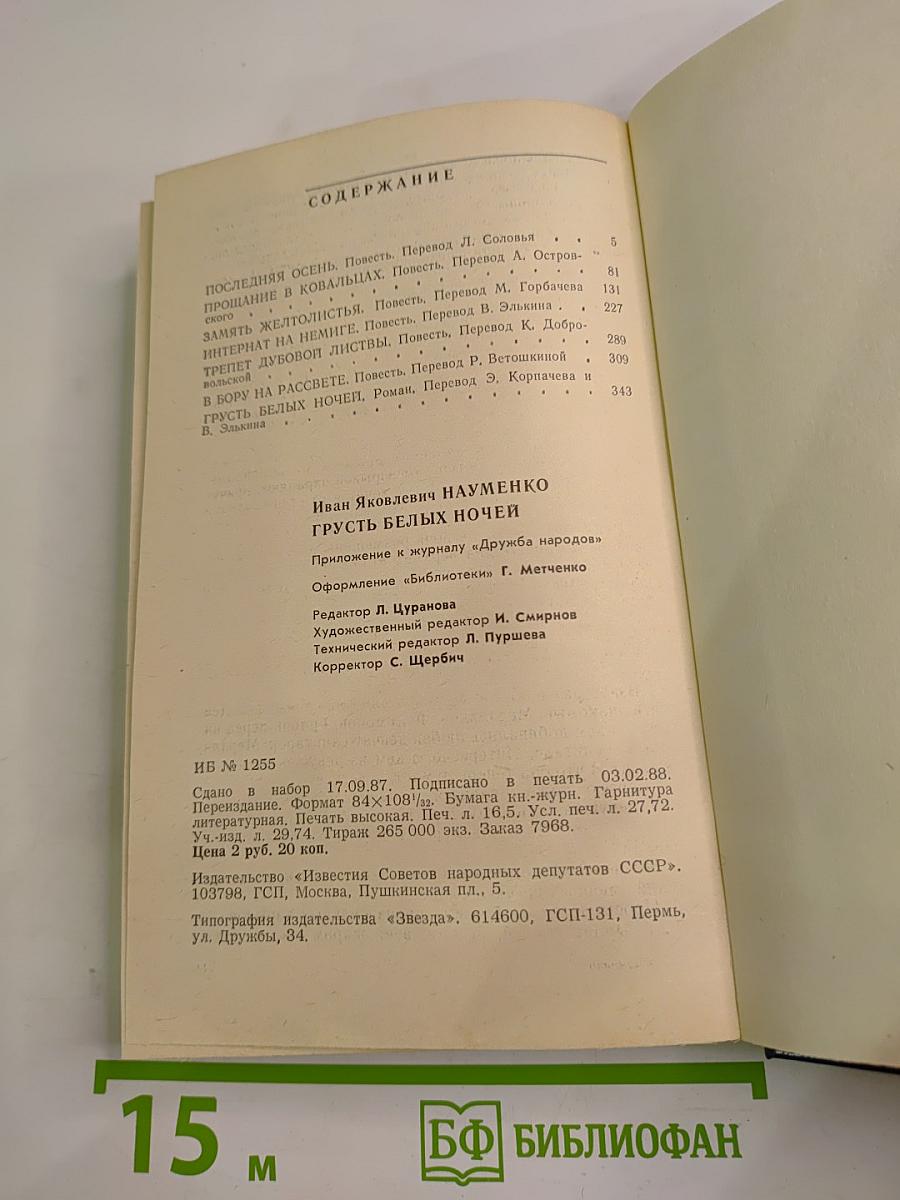 СОДЕРЖАНИЕ
ПОСЛЕДНЯЯ ОСЕНЬ. Повесть. Перевод Л. Соловья . . 5
ПРОЩАНИЕ В КОВАЛЬЦАХ. Повесть. Перевод А. Остров-
ского . . . . . . . . . . . . . . . . 81
ЗАМЯТЬ ЖЕЛТОЛИСТЬЯ. Повесть. Перевод М. Горбачева 131
ИНТЕРНАТ НА НЕМИГЕ. Повесть. Перевод В. Элькина . . 227
ТРЕПЕТ ДУБОВОЙ ЛИСТВЫ. Повесть. Перевод К. Добро-
вольской . . . . . . . . . . . . . . . 289
В БОРУ НА РАССВЕТЕ. Повесть. Перевод Р. Ветошкиной . 309
ГРУСТЬ БЕЛЫХ НОЧЕЙ. Роман. Перевод Э. Корпачева и
В. Элькина . . . . . . . . . . . . . . 343
Иван Яковлевич НАУМЕНКО
ГРУСТЬ БЕЛЫХ НОЧЕЙ
Приложение к журналу «Дружба народов»
Оформление «Библиотеки» Г. Метченко
Редактор Л. Цуранова
Художественный редактор И. Смирнов
Технический редактор Л. Пуршева
Корректор С. Щербич
ИБ № 1255
Сдано в набор 17.09.87. Подписано в печать 03.02.88.
Переиздание. Формат 84×108¹/₃₂. Бумага кн.-журн. Гарнитура
литературная. Печать высокая. Печ. л. 16,5. Усл. печ. л. 27,72.
Уч.-изд. л. 29,74. Тираж 265 000 экз. Заказ 7968.
Цена 2 руб. 20 коп.
Издательство «Известия Советов народных депутатов СССР».
103798, ГСП, Москва, Пушкинская пл., 5.
Типография издательства «Звезда». 614600, ГСП-131, Пермь,
ул. Дружбы, 34.
15 м
БФ БИБЛИОФАН